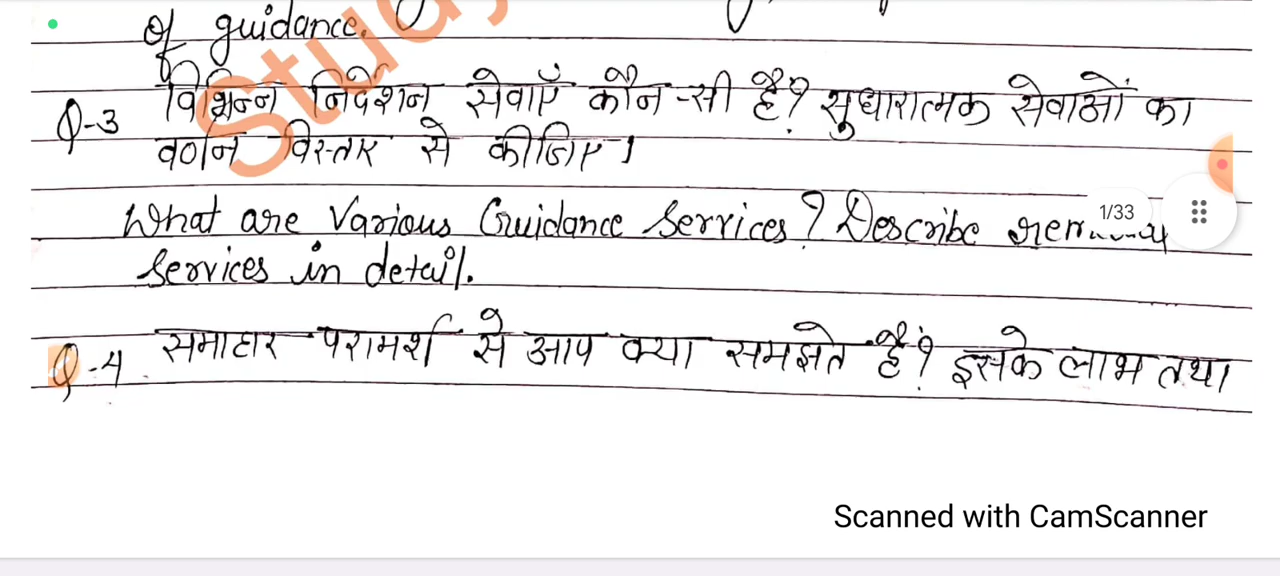 of guidance.
Study
Q-3 विभिन्न निर्देशन सेवाएँ कौन-सी है? सुधारात्मक सेवाओं का
वर्णन विस्तार से कीजिए।
What are Various Guidance Services? Describe
1/33
Services in detail.
Q-4. समाहार परामर्श से आप क्या समझते हैं? इसके लाभ तथा
Scanned with CamScanner